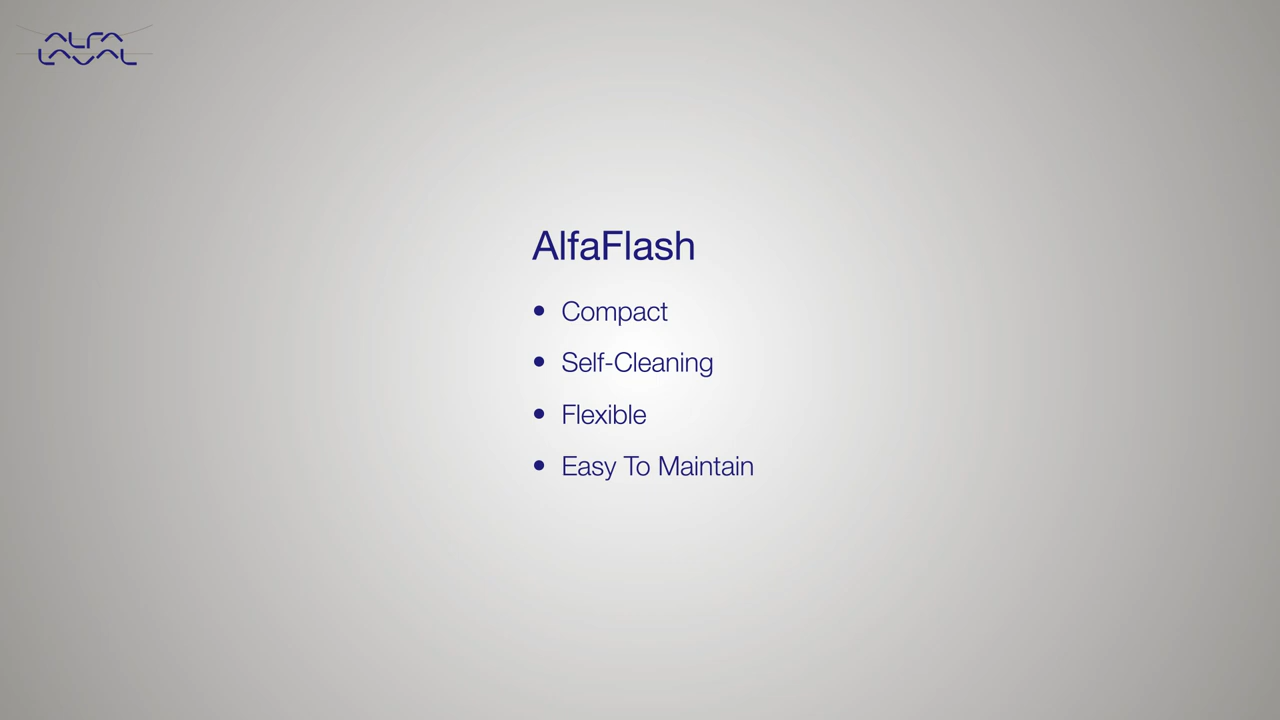 ALFA
LAVAL
AlfaFlash
• Compact
• Self-Cleaning
• Flexible
• Easy To Maintain